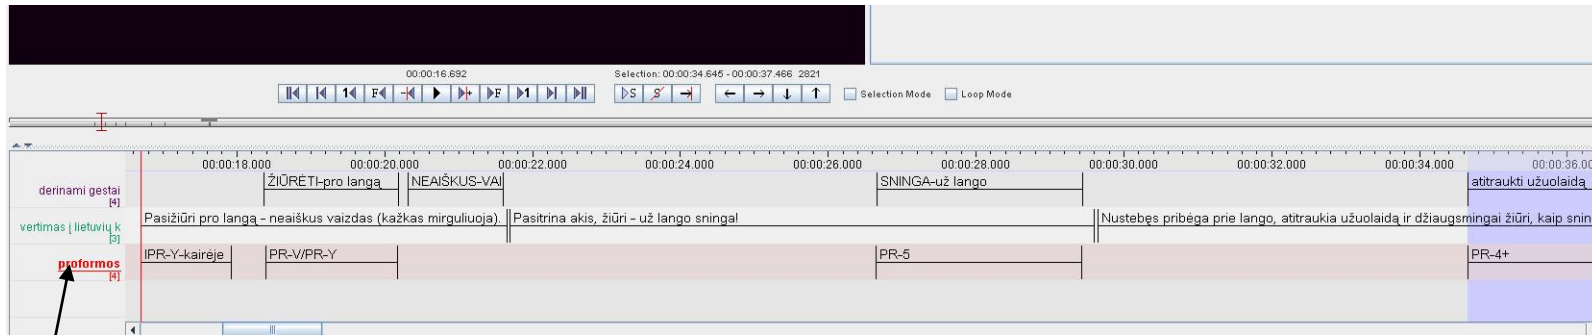 00:00:16.692
Selection: 00:00:34.645 - 00:00:37.466 2821
1 F + F 1 S S Selection Mode Loop Mode
00:00:18.000 00:00:20.000 00:00:22.000 00:00:24.000 00:00:26.000 00:00:28.000 00:00:30.000 00:00:32.000 00:00:34.000 00:00:36.00
derinami gestai ŽIŪRĖTI-pro langą NEAIŠKUS-VAI SNINGA-už lango atitraukti užuolaidą
[4]
vertimas į lietuvių k Pasižiūri pro langą - neaiškus vaizdas (kažkas mirguliuoja). Pasitrina akis, žiūri - už lango sninga! Nustebęs pribėga prie lango, atitraukia užuolaidą ir džiaugsmingai žiūri, kaip snin
[3]
proformos IPR-Y-kairėje PR-V/PR-Y PR-5 PR-4+
[4]